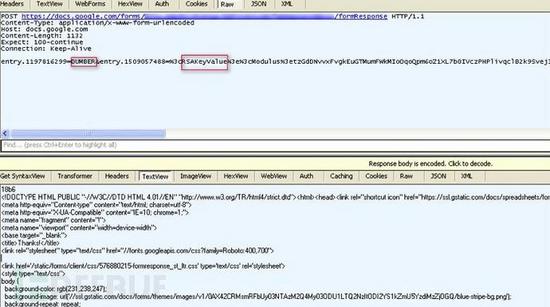 Headers TextView WebForms HexView Auth Cookies Raw JSON XML
POST https://docs.google.com/forms/ /formResponse HTTP/1.1
Content-Type: application/x-www-form-urlencoded
Host: docs.google.com
Content-Length: 1132
Expect: 100-continue
Connection: Keep-Alive
entry.1197816299=DUMBER&entry.1509057488=%3cRSAKeyValue%3e%3cModulus%3
Find... (press Ctrl+Enter to highlight all)
Response body is encoded. Click to decode.
Get SyntaxView Transformer Headers TextView ImageView HexView WebView Auth Caching Cookies Raw JSON XML
18b6
<!DOCTYPE HTML PUBLIC "-//W3C//DTD HTML 4.01//EN" "http://www.w3.org/TR/html4/strict.dtd"><html><head><link rel="shortcut icon" href="https://ssl.gstatic.com/docs/spreadsheets/for
<meta http-equiv="Content-type" content="text/html; charset=utf-8">
<meta http-equiv="X-UA-Compatible" content="IE=10; chrome=1;">
<meta name="fragment" content="!">
<meta name="viewport" content="width=device-width">
<base target="_blank">
<title>Thanks!</title>
<link rel="stylesheet" type="text/css" href="//fonts.googleapis.com/css?family=Roboto:400,700">
<link href='/static/forms/client/css/576880215-formresponse_st_ltr.css' type='text/css' rel='stylesheet'>
<style type="text/css">
body {
background-color: rgb(231,238,247);
background-image: url('//ssl.gstatic.com/docs/forms/themes/images/v1/
background-repeat: repeat;
REEBUF